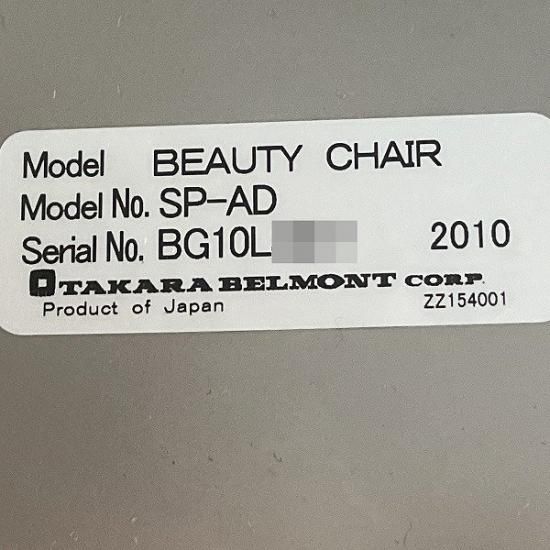 Model BEAUTY CHAIR
Model No. SP-AD
Serial No. BG10L 2010
TAKARA BELMONT CORP.
Product of Japan ZZ154001